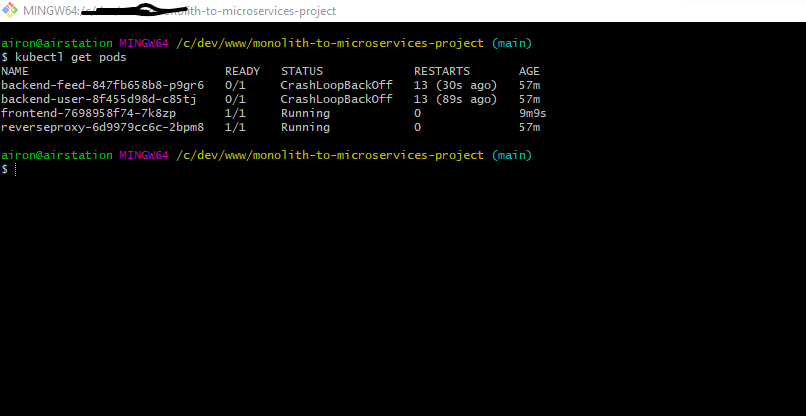 MINGW64:/c/d onolith-to-microservices-project
airon@airstation MINGW64 /c/dev/www/monolith-to-microservices-project (main)
$ kubectl get pods
NAME READY STATUS RESTARTS AGE
backend-feed-847fb658b8-p9gr6 0/1 CrashLoopBackOff 13 (30s ago) 57m
backend-user-8f455d98d-c85tj 0/1 CrashLoopBackOff 13 (89s ago) 57m
frontend-7698958f74-7k8zp 1/1 Running 0 9m9s
reverseproxy-6d9979cc6c-2bpm8 1/1 Running 0 57m
airon@airstation MINGW64 /c/dev/www/monolith-to-microservices-project (main)
$